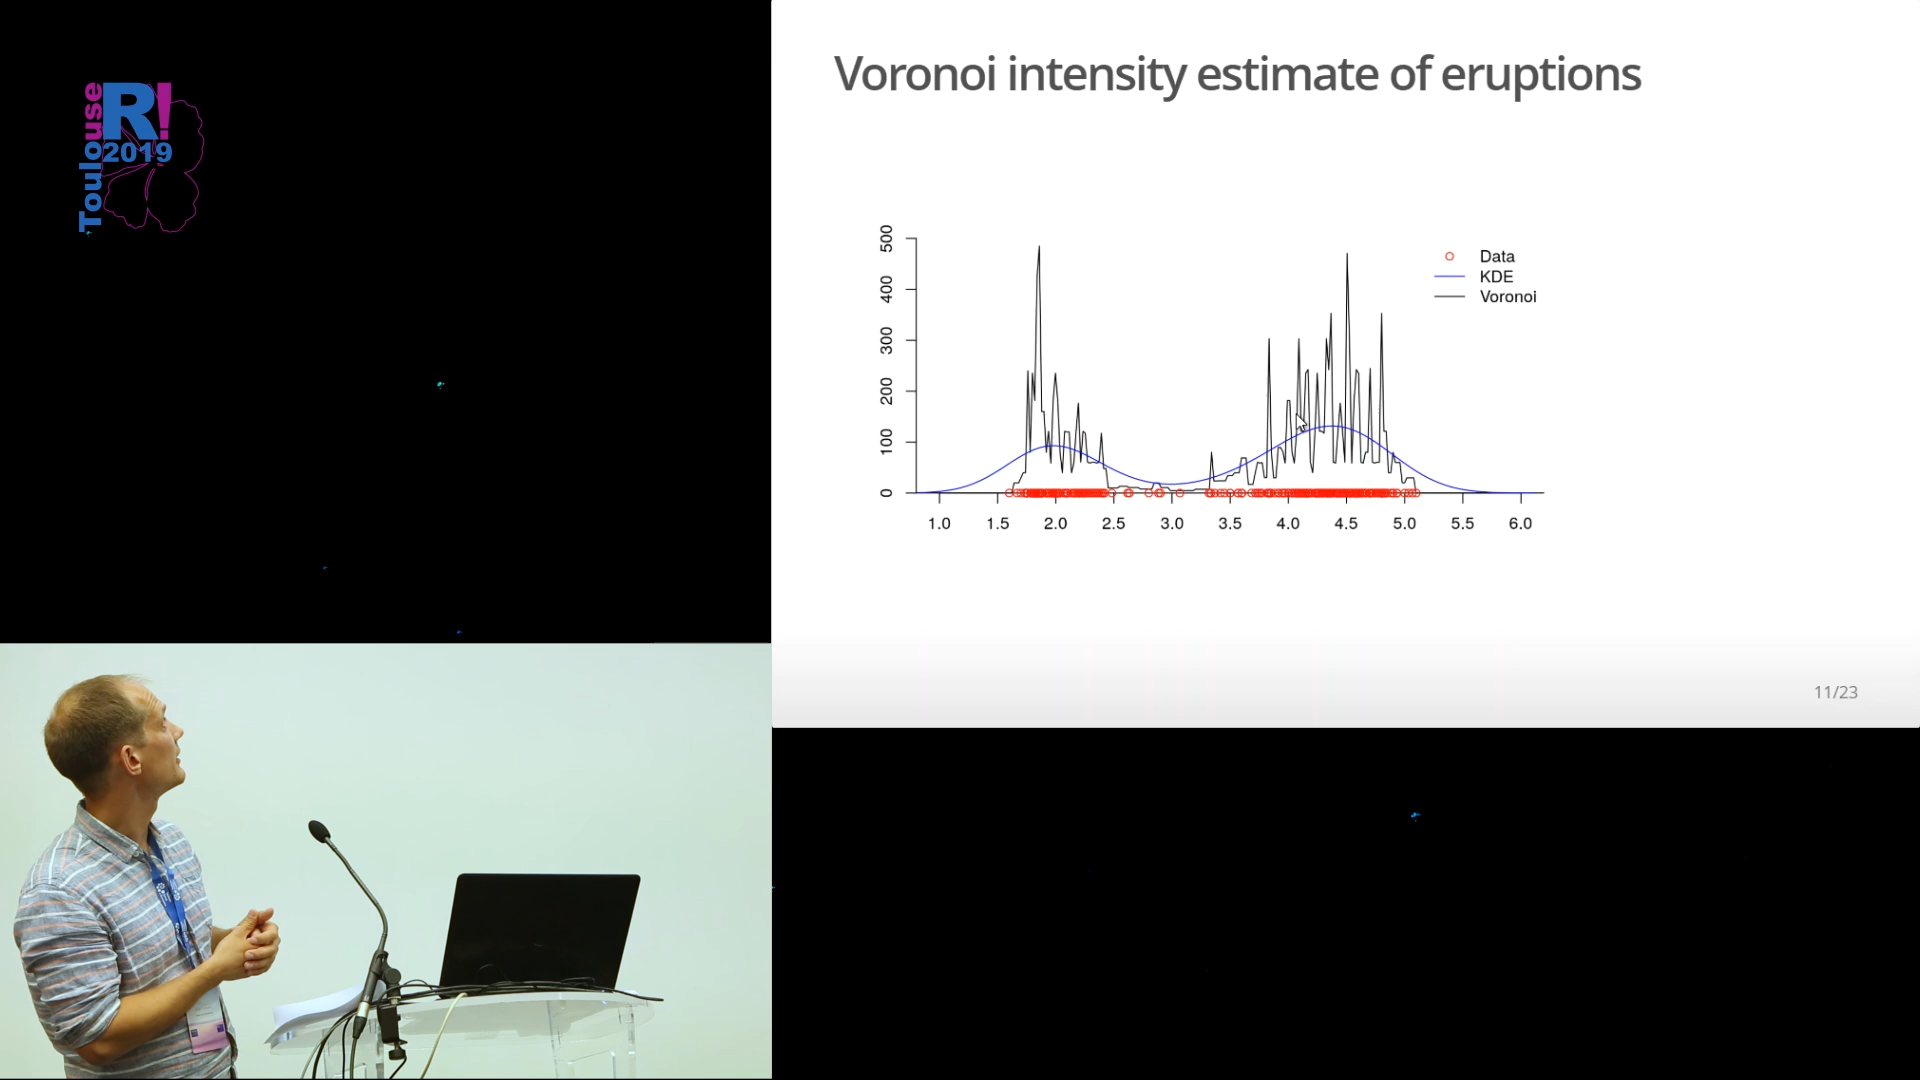 Toulouse
R!
2019
Voronoi intensity estimate of eruptions
500
400
300
200
100
0
Data
KDE
Voronoi
1.0 1.5 2.0 2.5 3.0 3.5 4.0 4.5 5.0 5.5 6.0
11/23